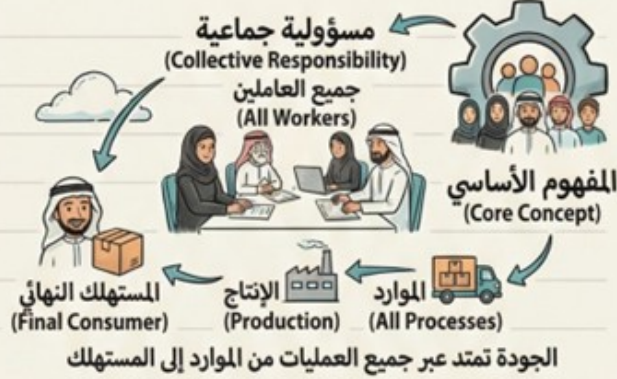 مسؤولية جماعية
(Collective Responsibility)
جميع العاملين
(All Workers)
المفهوم الأساسي
(Core Concept)
الموارد
(All Processes)
الإنتاج
(Production)
المستهلك النهائي
(Final Consumer)
الجودة تمتد عبر جميع العمليات من الموارد إلى المستهلك